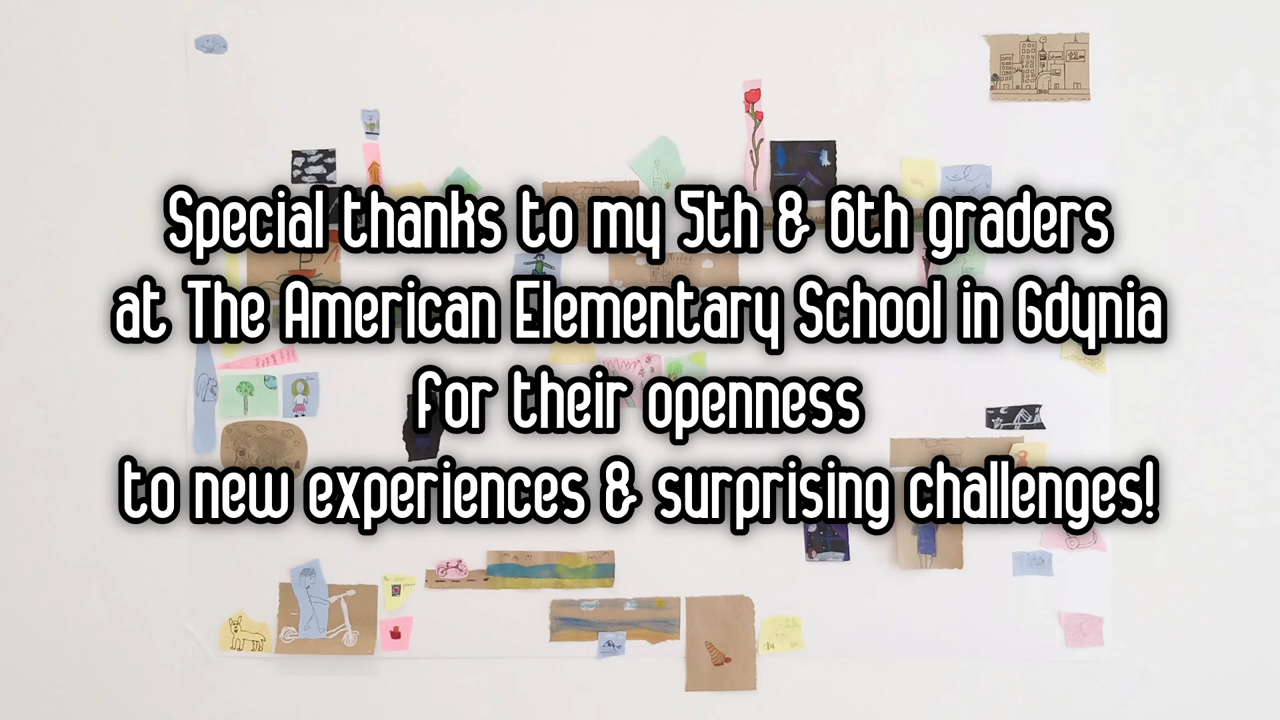 Special thanks to my 5th & 6th graders
at The American Elementary School in Gdynia
for their openness
to new experiences & surprising challenges!